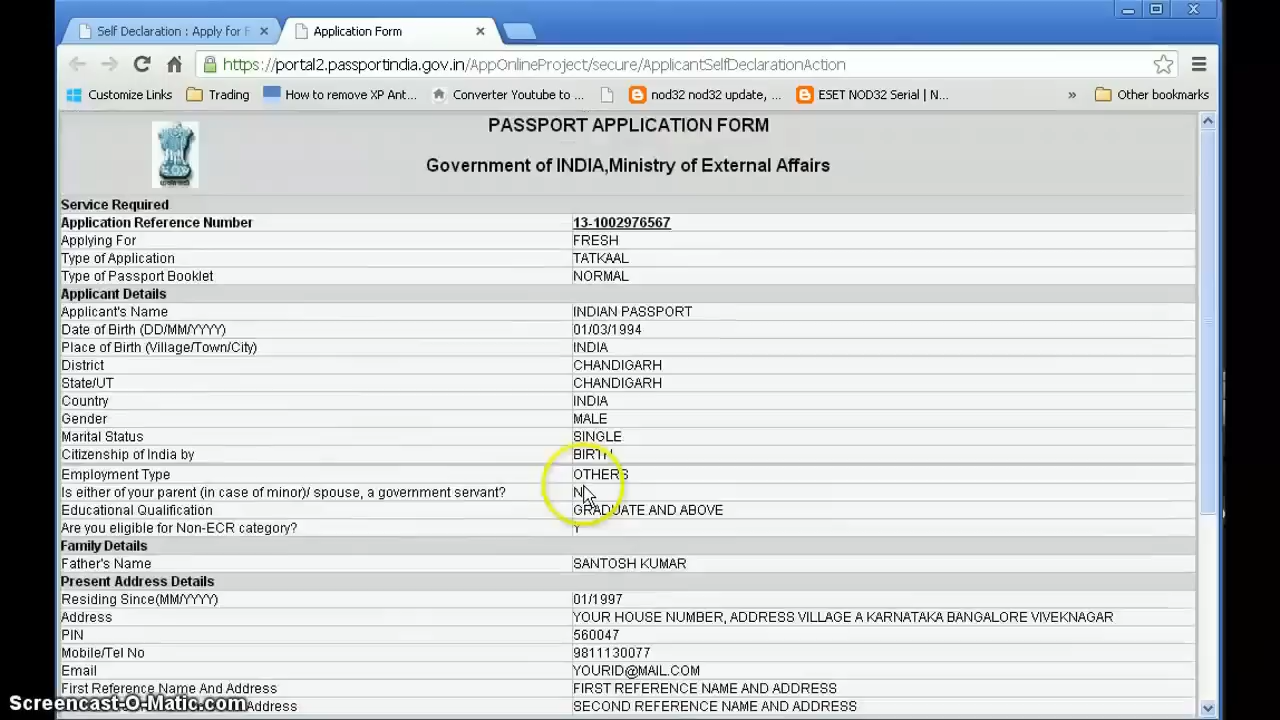 Self Declaration : Apply for F
Application Form
https://portal2.passportindia.gov.in/AppOnlineProject/secure/ApplicantSelfDeclarationAction
Customize Links Trading How to remove XP Ant... Converter Youtube to ... nod32 nod32 update, ... ESET NOD32 Serial | N... » Other bookmarks
PASSPORT APPLICATION FORM
Government of INDIA,Ministry of External Affairs
Service Required
Application Reference Number 13-1002976567
Applying For FRESH
Type of Application TATKAAL
Type of Passport Booklet NORMAL
Applicant Details
Applicant's Name INDIAN PASSPORT
Date of Birth (DD/MM/YYYY) 01/03/1994
Place of Birth (Village/Town/City) INDIA
District CHANDIGARH
State/UT CHANDIGARH
Country INDIA
Gender MALE
Marital Status SINGLE
Citizenship of India by BIRTH
Employment Type OTHERS
Is either of your parent (in case of minor)/ spouse, a government servant? N
Educational Qualification GRADUATE AND ABOVE
Are you eligible for Non-ECR category? Y
Family Details
Father's Name SANTOSH KUMAR
Present Address Details
Residing Since(MM/YYYY) 01/1997
Address YOUR HOUSE NUMBER, ADDRESS VILLAGE A KARNATAKA BANGALORE VIVEKNAGAR
PIN 560047
Mobile/Tel No 9811130077
Email YOURID@MAIL.COM
First Reference Name And Address FIRST REFERENCE NAME AND ADDRESS
Address SECOND REFERENCE NAME AND ADDRESS
Screencast-O-Matic.com